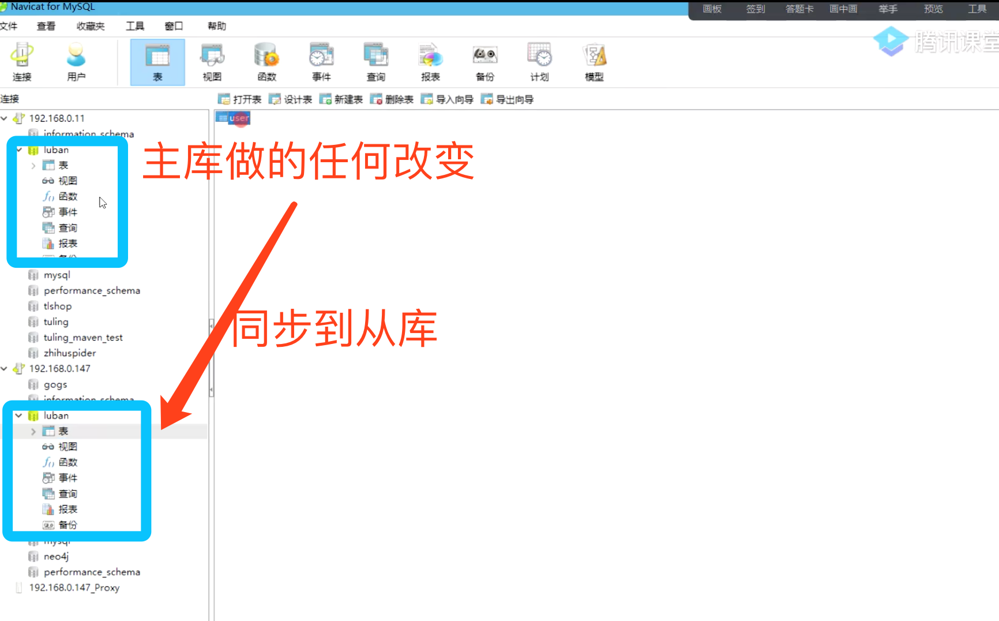 Navicat for MySQL
画板 签到 答题卡 画中画 举手 预览 工具
文件 查看 收藏夹 工具 窗口 帮助
腾讯课堂
连接 用户 表 视图 函数 事件 查询 报表 备份 计划 模型
连接
打开表 设计表 新建表 删除表 导入向导 导出向导
192.168.0.11
user
information_schema
luban
主库做的任何改变
表
视图
函数
事件
查询
报表
备份
mysql
performance_schema
tlshop
tuling
同步到从库
tuling_maven_test
zhihuspider
192.168.0.147
gogs
information_schema
luban
表
视图
函数
事件
查询
报表
备份
mysql
neo4j
performance_schema
192.168.0.147_Proxy